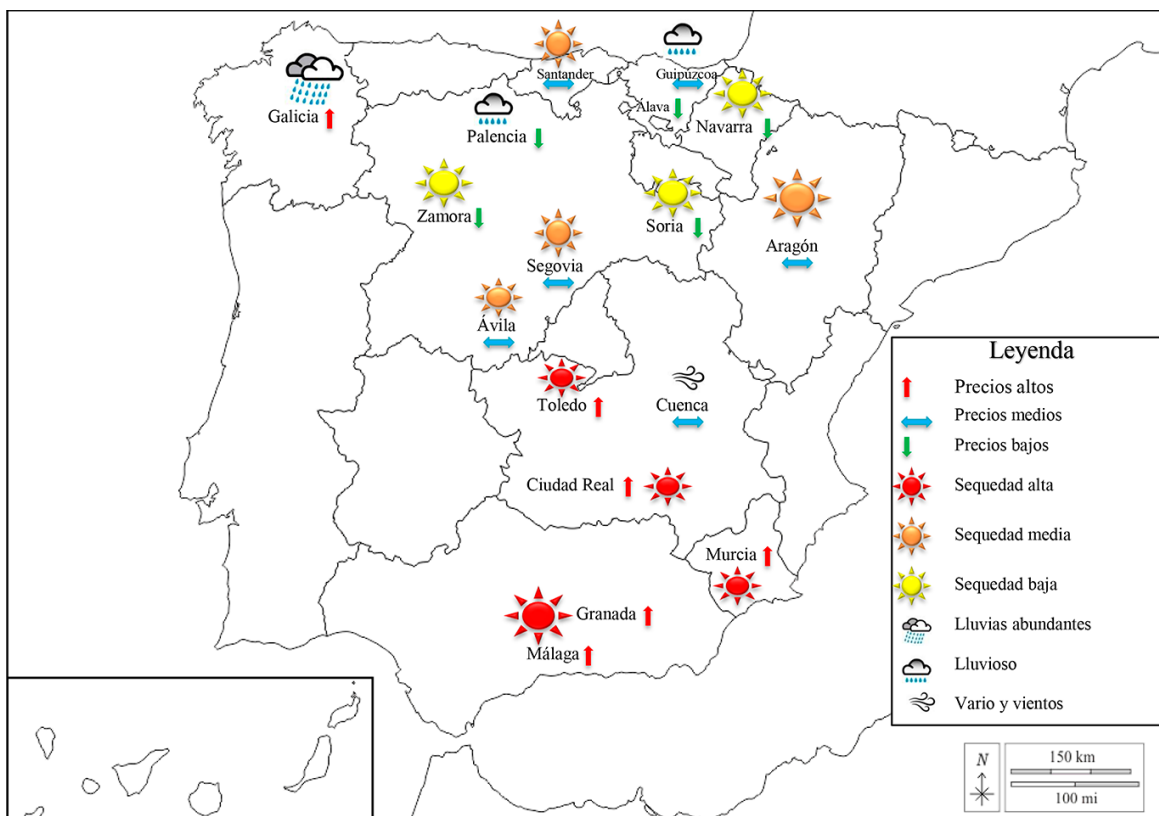 Santander
Guipúzcoa
Galicia
Álava
Palencia
Navarra
Zamora
Soria
Aragón
Segovia
Ávila
Toledo
Cuenca
Ciudad Real
Murcia
Granada
Málaga
Leyenda
Precios altos
Precios medios
Precios bajos
Sequedad alta
Sequedad media
Sequedad baja
Lluvias abundantes
Lluvioso
Vario y vientos
N
150 km
100 mi